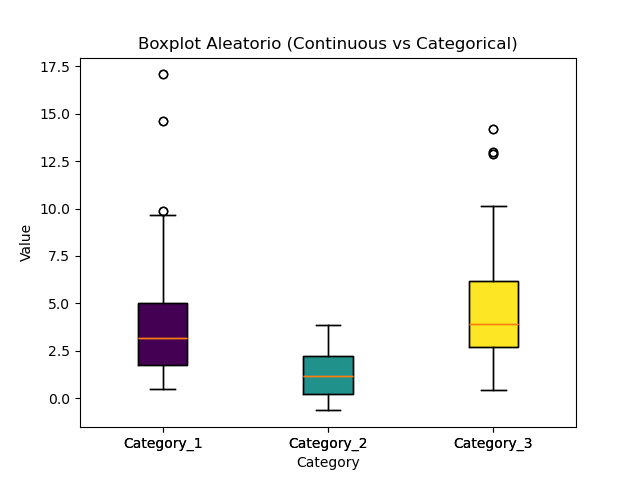 Boxplot Aleatorio (Continuous vs Categorical)
17.5
15.0
12.5
10.0
7.5
5.0
2.5
0.0
Value
Category_1 Category_2 Category_3
Category